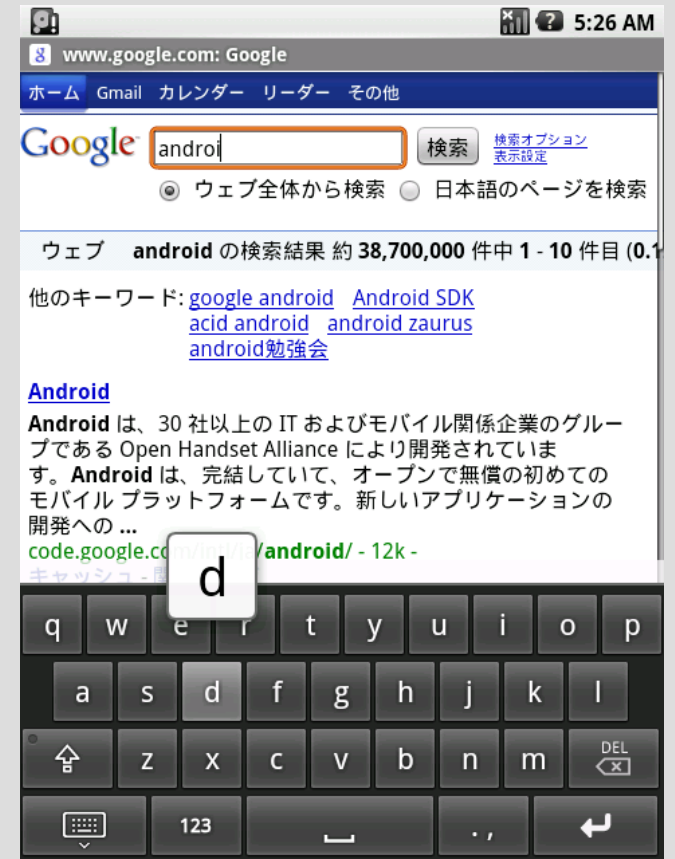 5:26 AM
www.google.com: Google
ホーム Gmail カレンダー リーダー その他
Google androi 検索 検索オプション
表示設定
ウェブ全体から検索 日本語のページを検索
ウェブ android の検索結果 約 38,700,000 件中 1 - 10 件目 (0.1
他のキーワード: google android Android SDK
acid android android zaurus
android勉強会
Android
Android は、30 社以上の IT およびモバイル関係企業のグルー
プである Open Handset Alliance により開発されていま
す。Android は、完結していて、オープンで無償の初めての
モバイル プラットフォームです。新しいアプリケーションの
開発への ...
code.google.com/intl/ja/android/ - 12k -
キャッシュ - 関
d
q w e r t y u i o p
a s d f g h j k l
z x c v b n m DEL
123 . ,